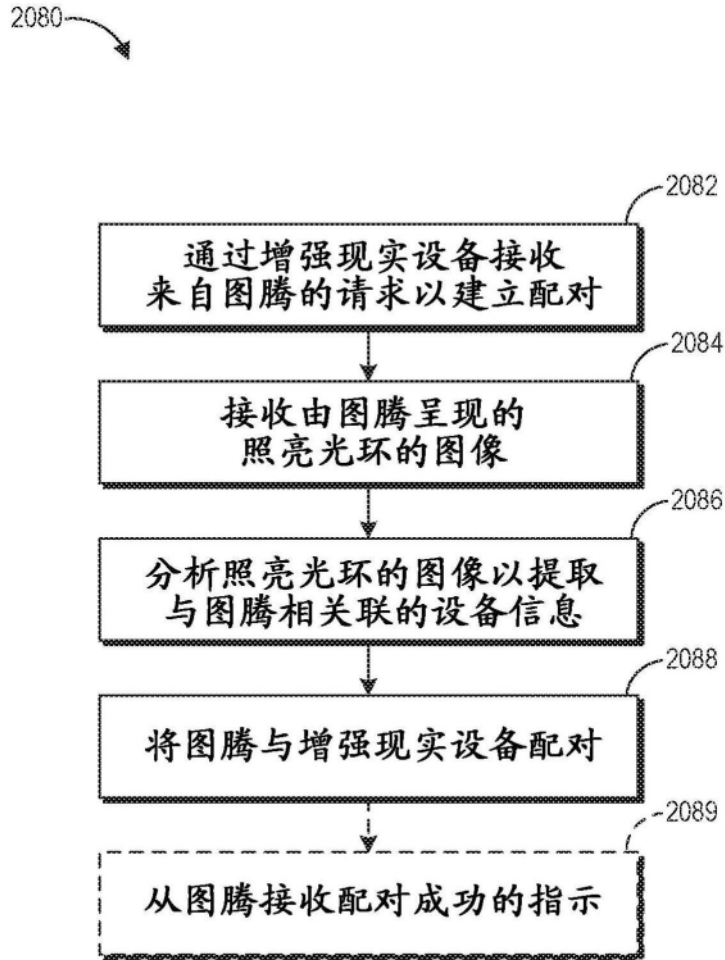 2080
2082
通过增强现实设备接收
来自图腾的请求以建立配对
2084
接收由图腾呈现的
照亮光环的图像
2086
分析照亮光环的图像以提取
与图腾相关联的设备信息
2088
将图腾与增强现实设备配对
2089
从图腾接收配对成功的指示